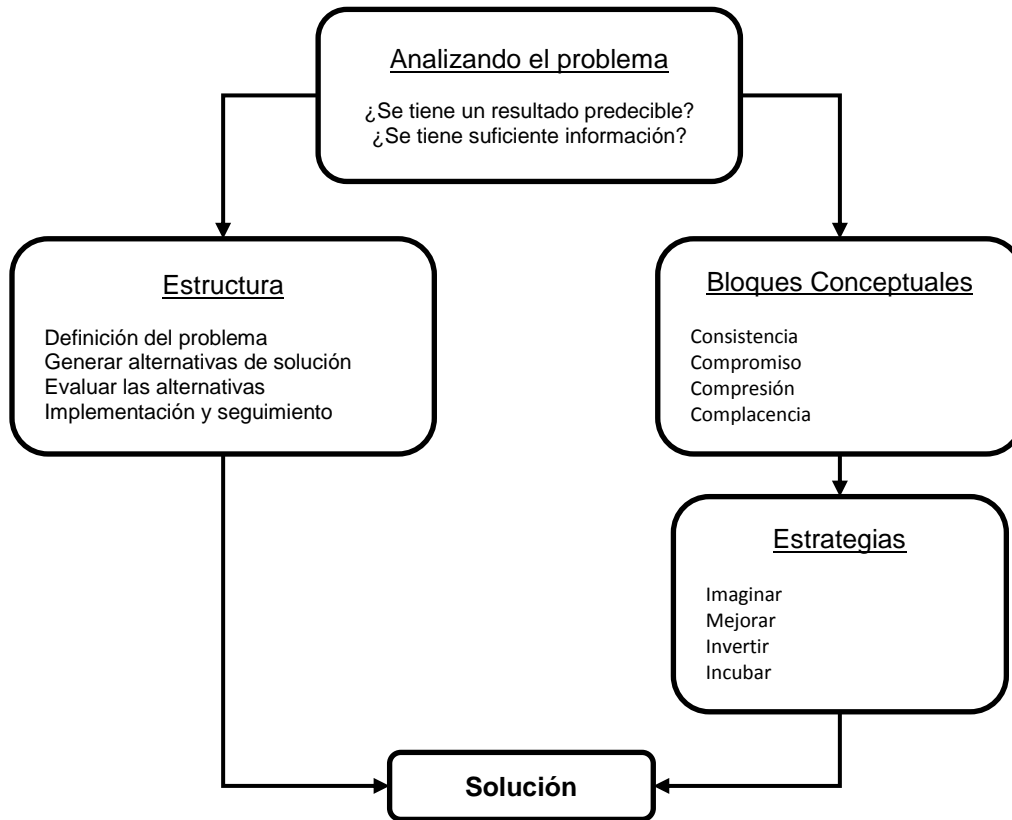 Analizando el problema
¿Se tiene un resultado predecible?
¿Se tiene suficiente información?
Estructura
Definición del problema
Generar alternativas de solución
Evaluar las alternativas
Implementación y seguimiento
Bloques Conceptuales
Consistencia
Compromiso
Compresión
Complacencia
Estrategias
Imaginar
Mejorar
Invertir
Incubar
Solución